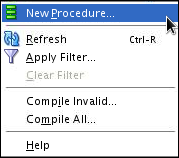 New Procedure...
Refresh Ctrl-R
Apply Filter...
Clear Filter
Compile Invalid...
Compile All...
Help